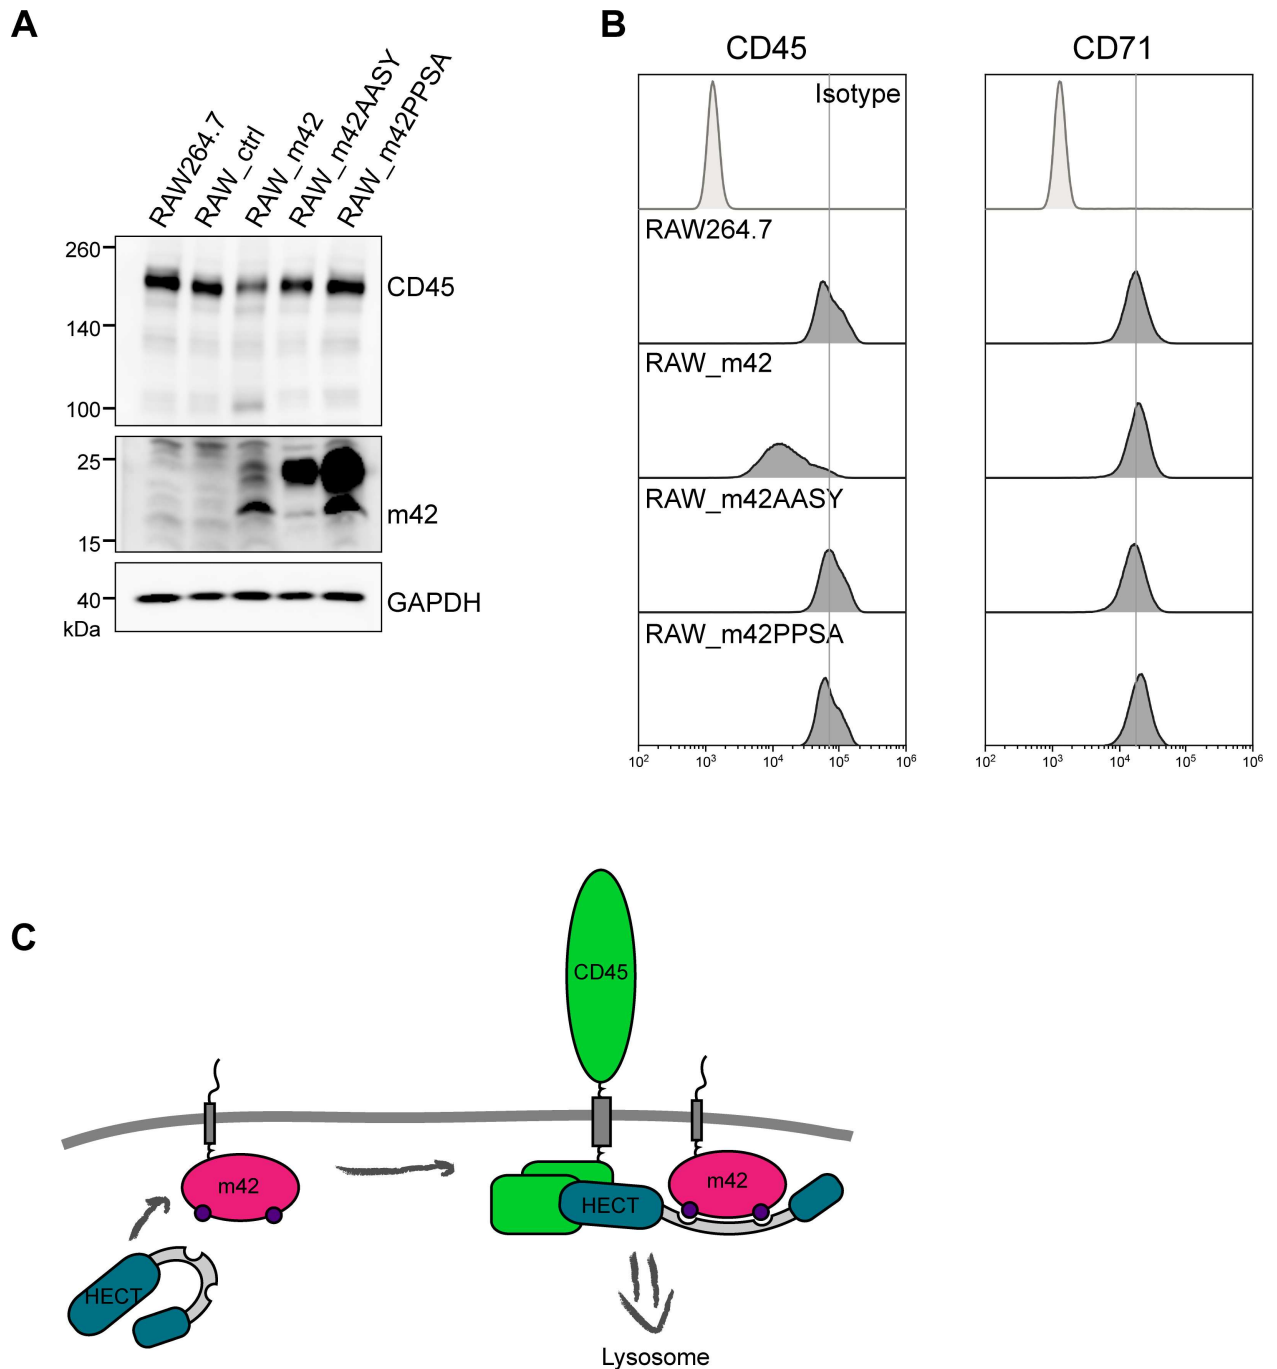 A
RAW264.7
RAW_ctrl
RAW_m42
RAW_m42AASY
RAW_m42PPSA
260
140
100
CD45
25
15
m42
40
kDa
GAPDH
B
CD45
CD71
Isotype
RAW264.7
RAW_m42
RAW_m42AASY
RAW_m42PPSA
10² 10³ 10⁴ 10⁵ 10⁶
10² 10³ 10⁴ 10⁵ 10⁶
C
CD45
m42
m42
HECT
HECT
Lysosome